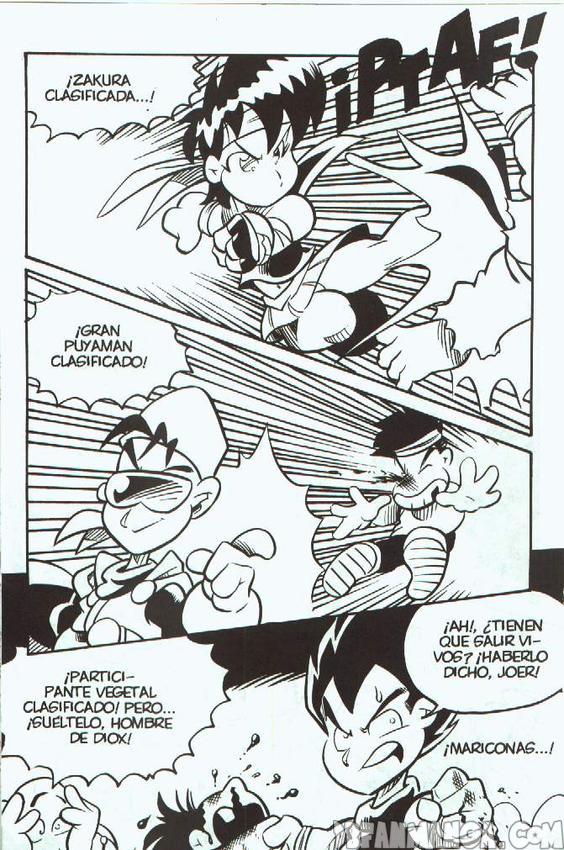 ¡ZAKURA
CLASIFICADA...!
¡PTAF!
¡GRAN
PUYAMAN
CLASIFICADO!
¡AH!, ¿TIENEN
QUE SALIR VI-
VOS? ¡HABERLO
DICHO, JOER!
¡PARTICI-
PANTE VEGETAL
CLASIFICADO! PERO...
¡SUÉLTELO, HOMBRE
DE DIOX!
¡MARICONAS...!
DBFANMANGA.COM